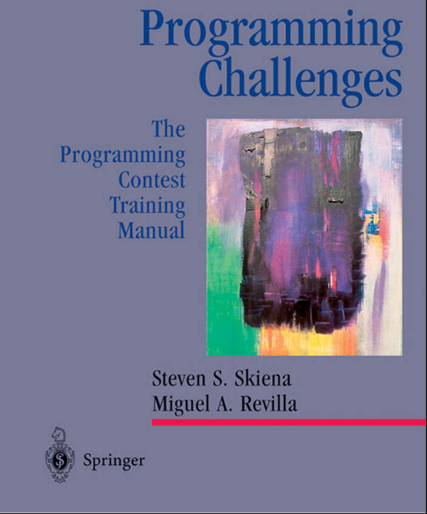 Programming
Challenges
The
Programming
Contest
Training
Manual
Steven S. Skiena
Miguel A. Revilla
Springer